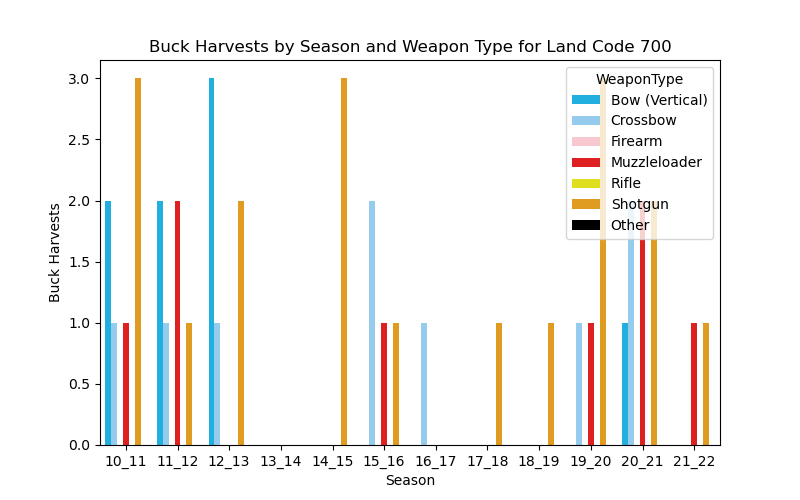 Buck Harvests by Season and Weapon Type for Land Code 700
WeaponType
Bow (Vertical)
Crossbow
Firearm
Muzzleloader
Rifle
Shotgun
Other
Buck Harvests
3.0
2.5
2.0
1.5
1.0
0.5
0.0
10_11 11_12 12_13 13_14 14_15 15_16 16_17 17_18 18_19 19_20 20_21 21_22
Season